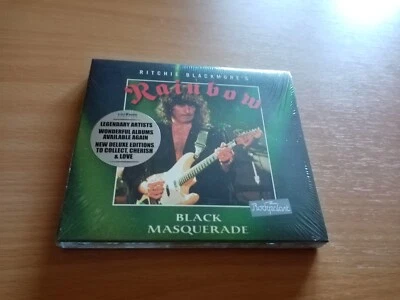 RITCHIE BLACKMORE'S
Rainbow
LEGENDARY ARTISTS
WONDERFUL ALBUMS
AVAILABLE AGAIN
NEW DELUXE EDITIONS
TO COLLECT, CHERISH
& LOVE
Rockpalast
BLACK
MASQUERADE